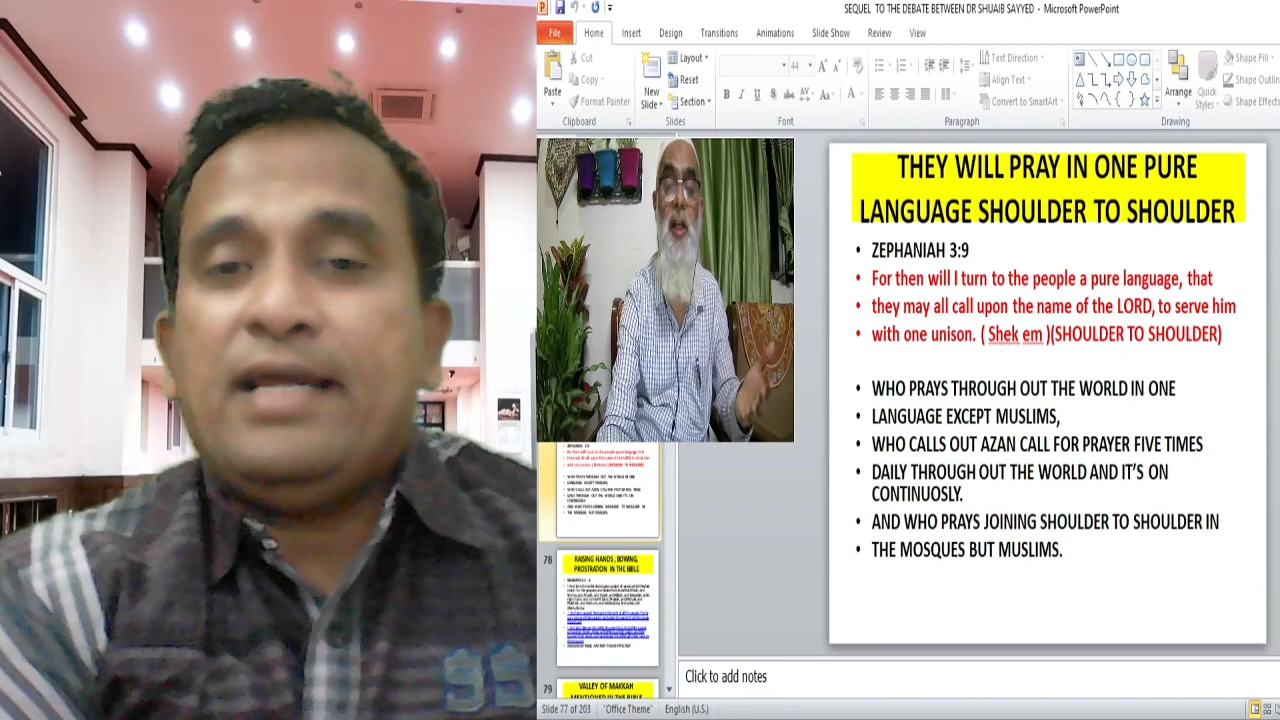 SEQUEL TO THE DEBATE BETWEEN DR SHUAIB SAYYED - Microsoft PowerPoint
File Home Insert Design Transitions Animations Slide Show Review View
Cut
Copy
Format Painter
Paste
Clipboard
New
Slide
Layout
Reset
Section
Slides
44
Font
Text Direction
Align Text
Convert to SmartArt
Paragraph
Arrange
Quick
Styles
Shape Fill
Shape
Shape Effects
Drawing
THEY WILL PRAY IN ONE PURE
LANGUAGE SHOULDER TO SHOULDER
• ZEPHANIAH 3:9
• For then will I turn to the people a pure language, that
• they may all call upon the name of the LORD, to serve him
• with one unison. ( Shek em )(SHOULDER TO SHOULDER)
• WHO PRAYS THROUGH OUT THE WORLD IN ONE
• LANGUAGE EXCEPT MUSLIMS,
• WHO CALLS OUT AZAN, CALL FOR PRAYER FIVE TIMES
• DAILY THROUGH OUT THE WORLD AND IT'S ON
CONTINUOSLY.
• AND WHO PRAYS JOINING SHOULDER TO SHOULDER IN
• THE MOSQUES BUT MUSLIMS.
78
RAISING HANDS , BOWING,
PROSTRATION IN THE BIBLE
79
VALLEY OF MAKKAH
MENTIONED IN THE BIBLE
Click to add notes
Slide 77 of 203 "Office Theme" English (U.S.)